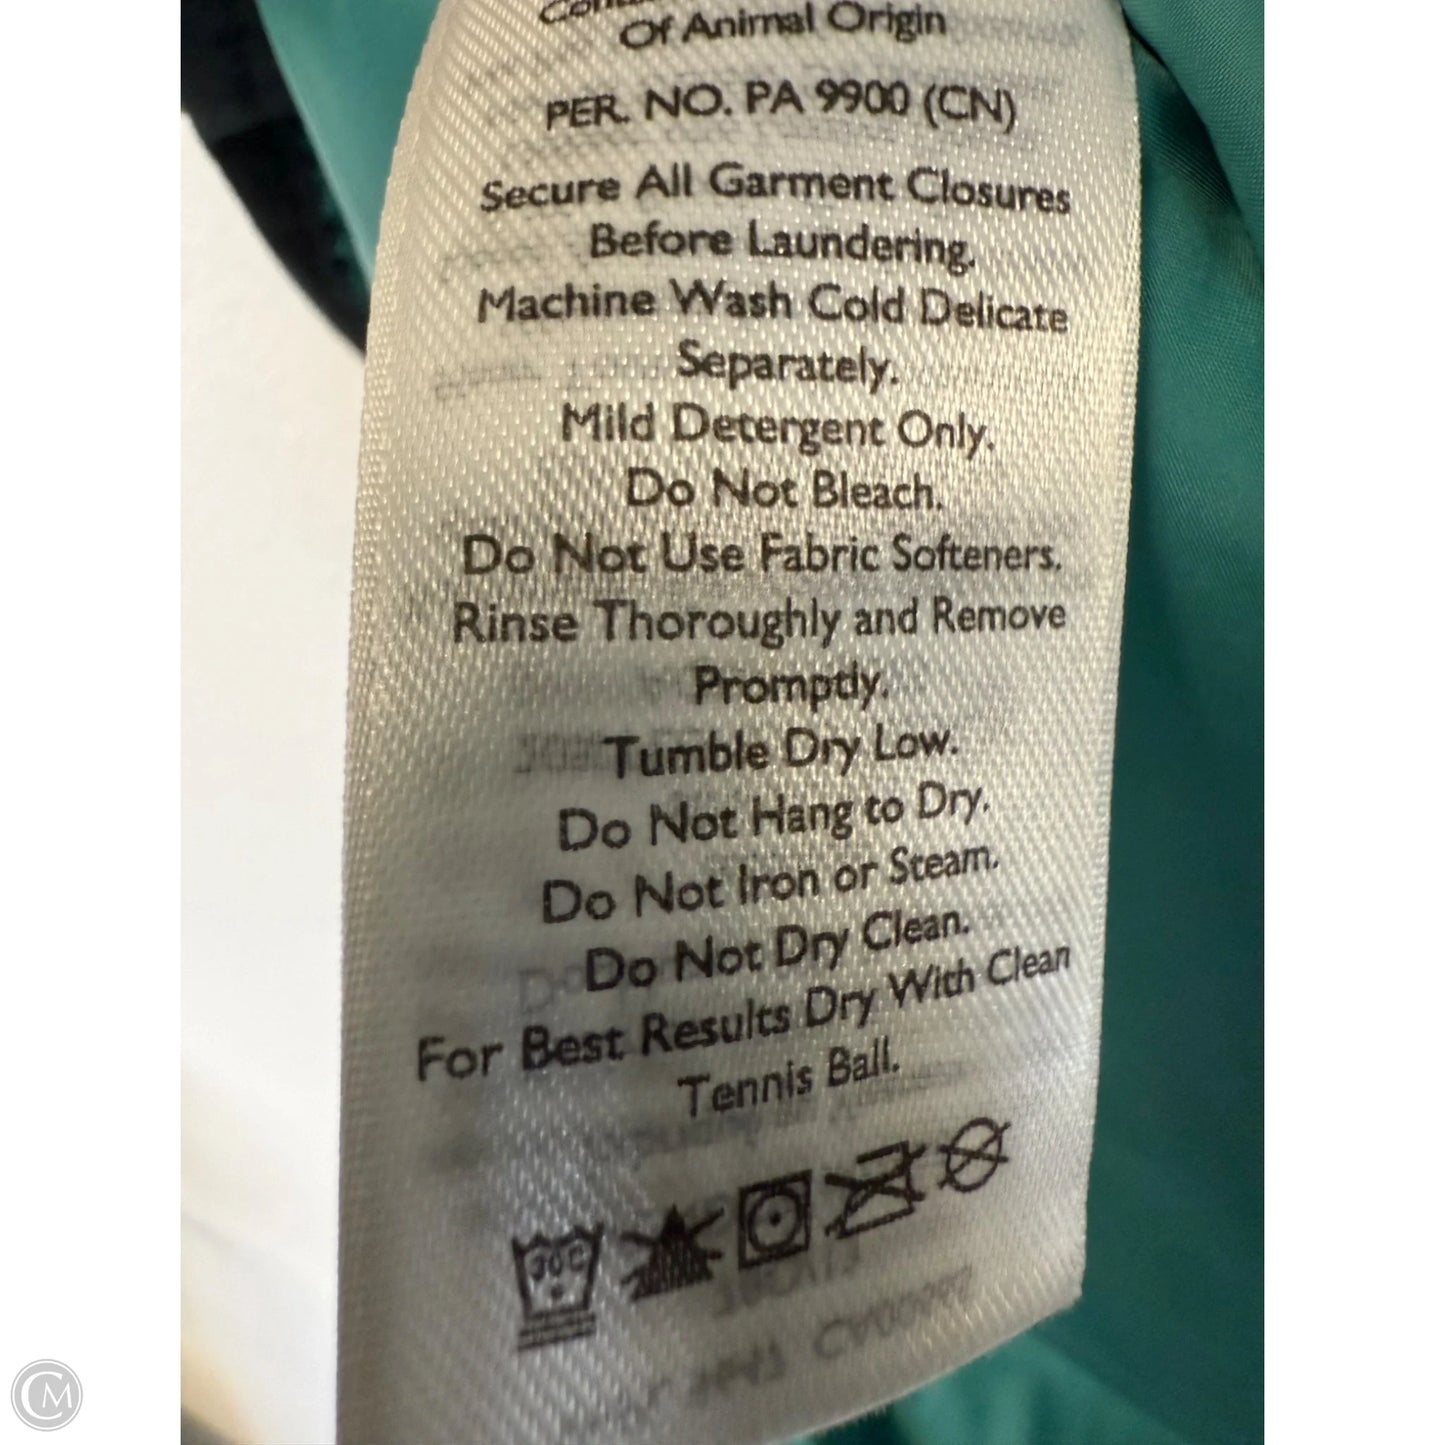 Of Animal Origin
PER. NO. PA 9900 (CN)
Secure All Garment Closures
Before Laundering.
Machine Wash Cold Delicate
Separately.
Mild Detergent Only.
Do Not Bleach.
Do Not Use Fabric Softeners.
Rinse Thoroughly and Remove
Promptly.
Tumble Dry Low.
Do Not Hang to Dry.
Do Not Iron or Steam.
Do Not Dry Clean.
For Best Results Dry With Clean
Tennis Ball.
30C
CM